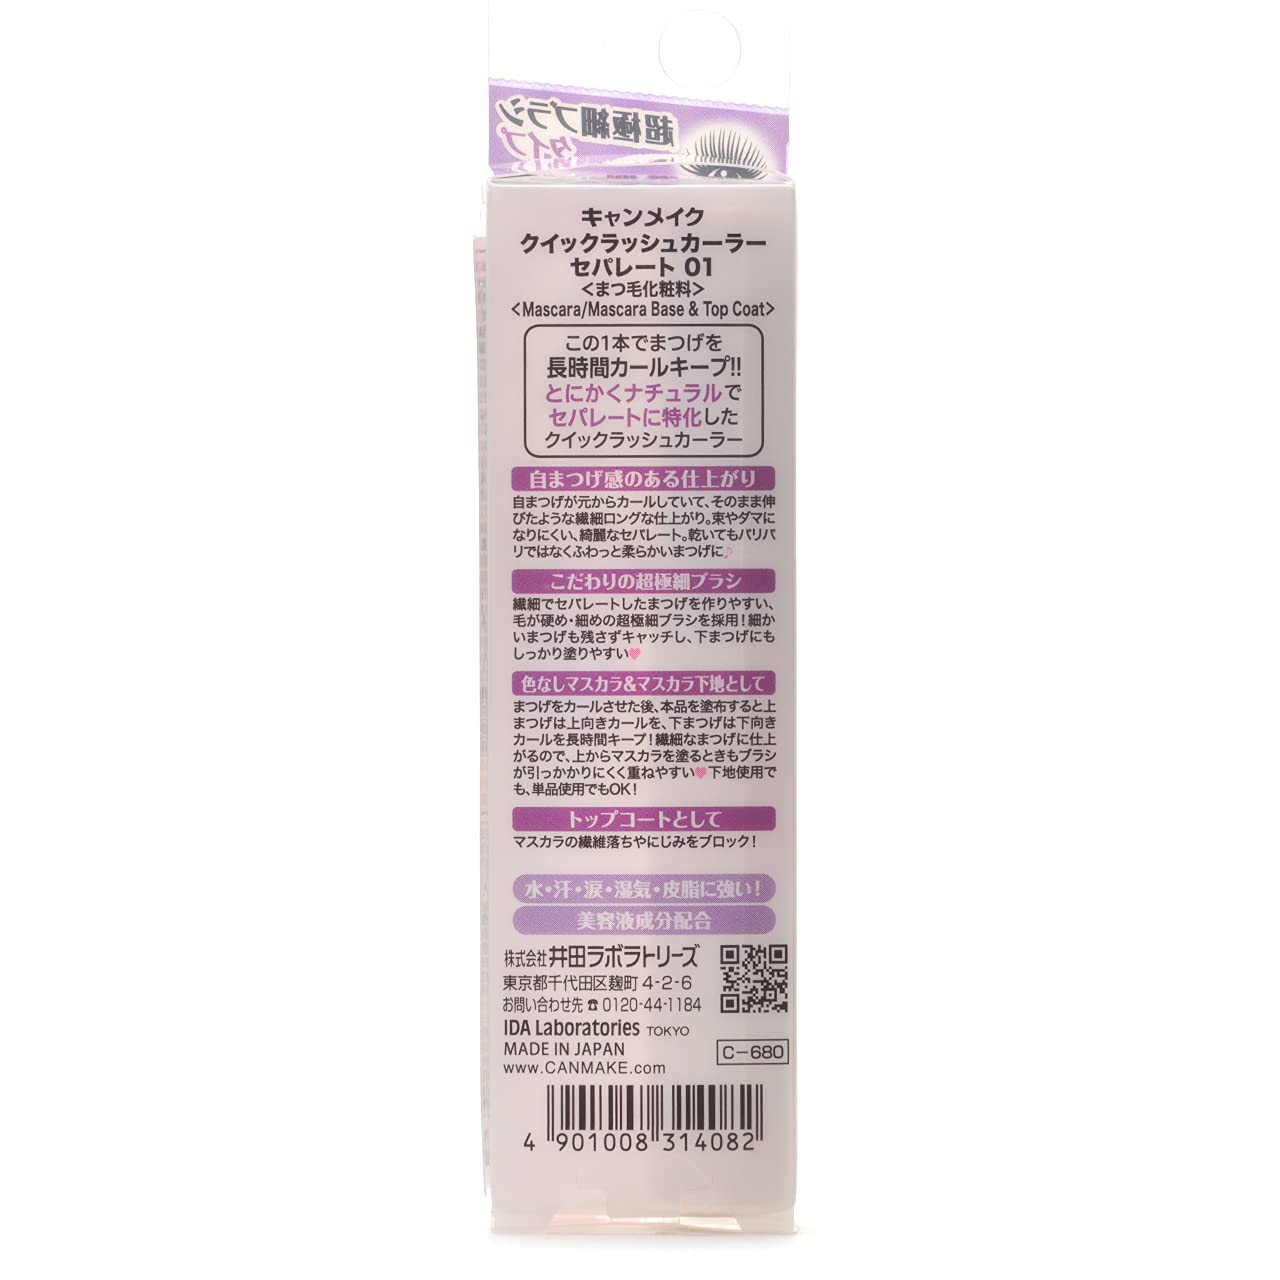 超極細ブラシ
タイプ
キャンメイク
クイックラッシュカーラー
セパレート 01
<まつ毛化粧料>
<Mascara/Mascara Base & Top Coat>
この1本でまつげを
長時間カールキープ!!
とにかくナチュラルで
セパレートに特化した
クイックラッシュカーラー
自まつげ感のある仕上がり
自まつげが元からカールしていて、そのまま伸
びたような繊細ロングな仕上がり。束やダマに
なりにくい、綺麗なセパレート。乾いてもパリパ
リではなくふわっと柔らかいまつげに♪
こだわりの超極細ブラシ
繊細でセパレートしたまつげを作りやすい、
毛が硬め・細めの超極細ブラシを採用!細か
いまつげも残さずキャッチし、下まつげにも
しっかり塗りやすい♥
色なしマスカラ&マスカラ下地として
まつげをカールさせた後、本品を塗布すると上
まつげは上向きカールを、下まつげは下向き
カールを長時間キープ!繊細なまつげに仕上
がるので、上からマスカラを塗るときもブラシ
が引っかかりにくく重ねやすい♥下地使用で
も、単品使用でもOK!
トップコートとして
マスカラの繊維落ちやにじみをブロック!
水・汗・涙・湿気・皮脂に強い!
美容液成分配合
株式会社 井田ラボラトリーズ
東京都千代田区麹町 4-2-6
お問い合わせ先 ☎ 0120-44-1184
IDA Laboratories TOKYO
MADE IN JAPAN
C-680
www.CANMAKE.com
4 901008 314082